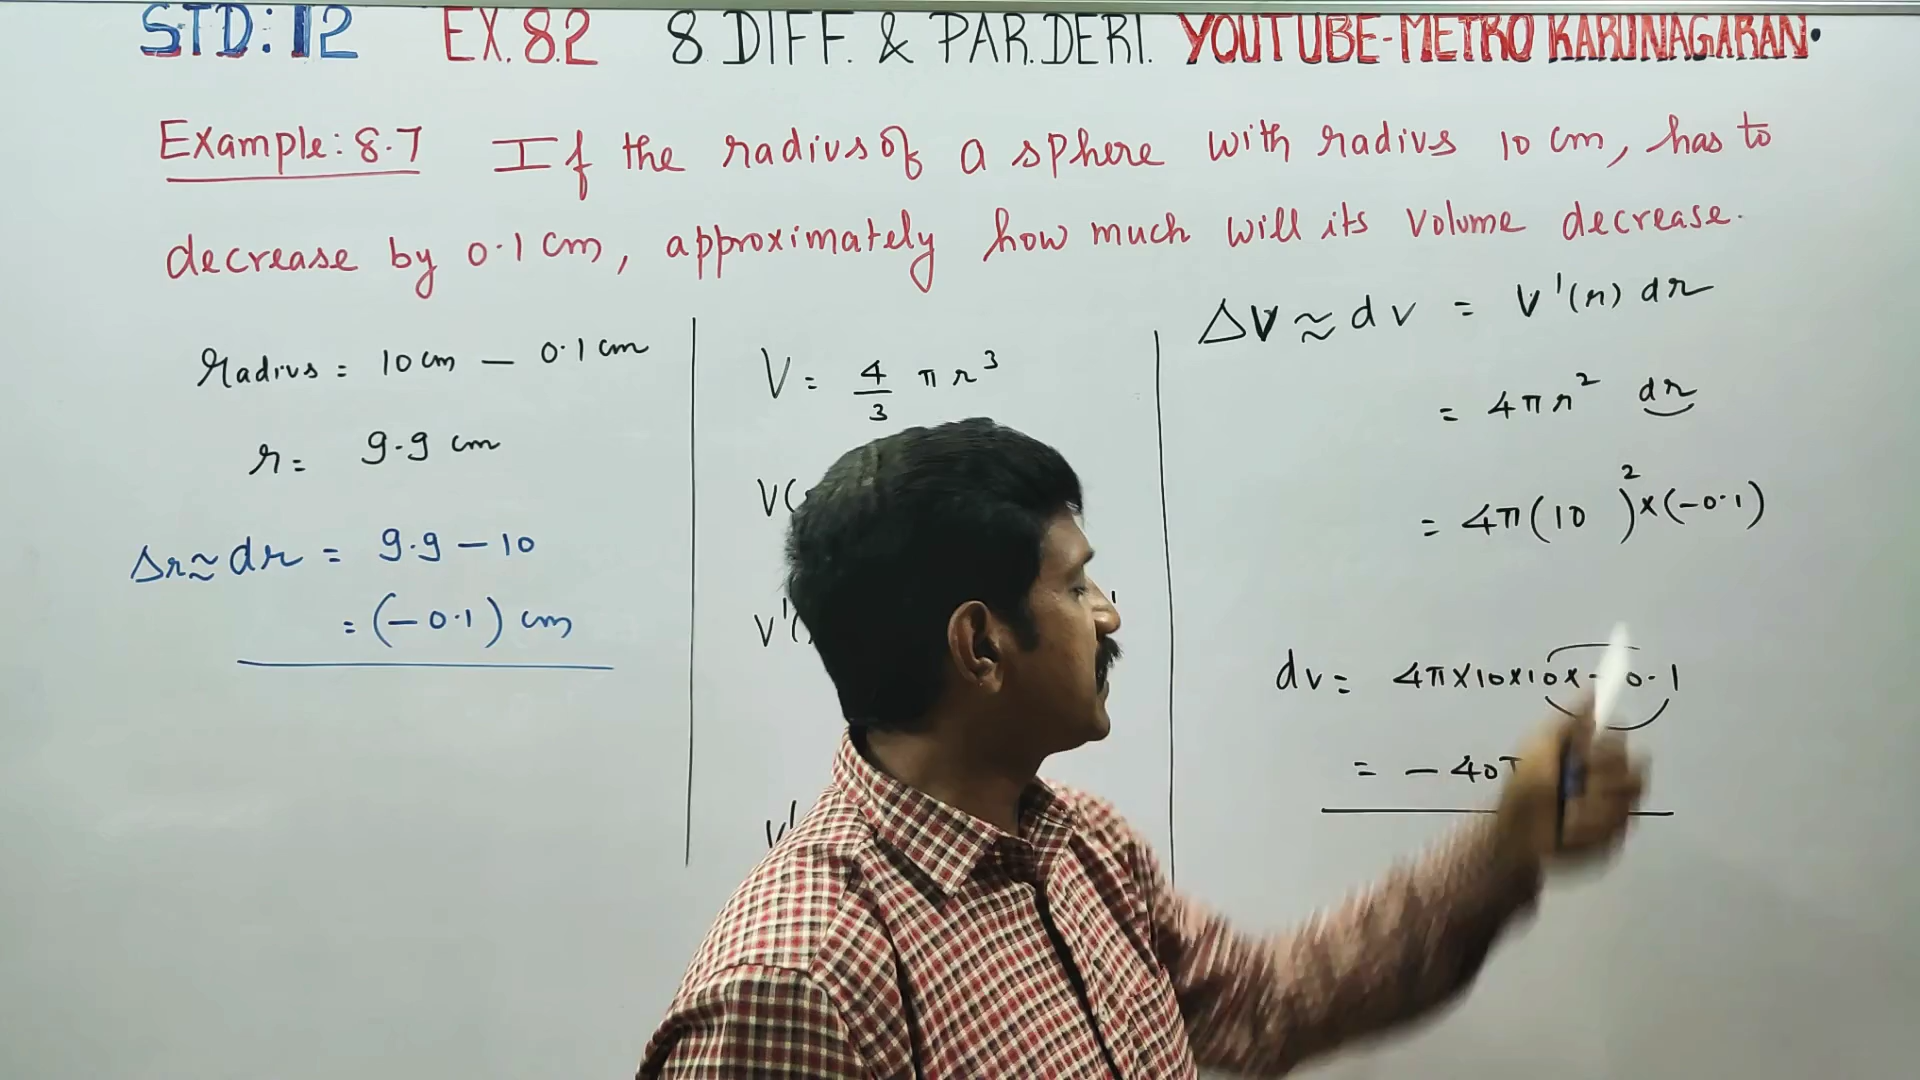 STD: 12 EX. 8.2 8 DIFF. & PAR. DERI. YOUTUBE-METRO KARUNAGARAN.
Example: 8.7 If the radius of a sphere with radius 10 cm, has to
decrease by 0.1 cm, approximately how much will its volume decrease.
Radius = 10 cm – 0.1 cm
r = 9.9 cm
Δr ≈ dr = 9.9 – 10
= (–0.1) cm
V = 4/3 π r³
V(
V'(
V'
ΔV ≈ dv = V'(r) dr
= 4πr² dr
= 4π(10 )² × (–0.1)
dv = 4π×10×10× - 0.1
= – 40π